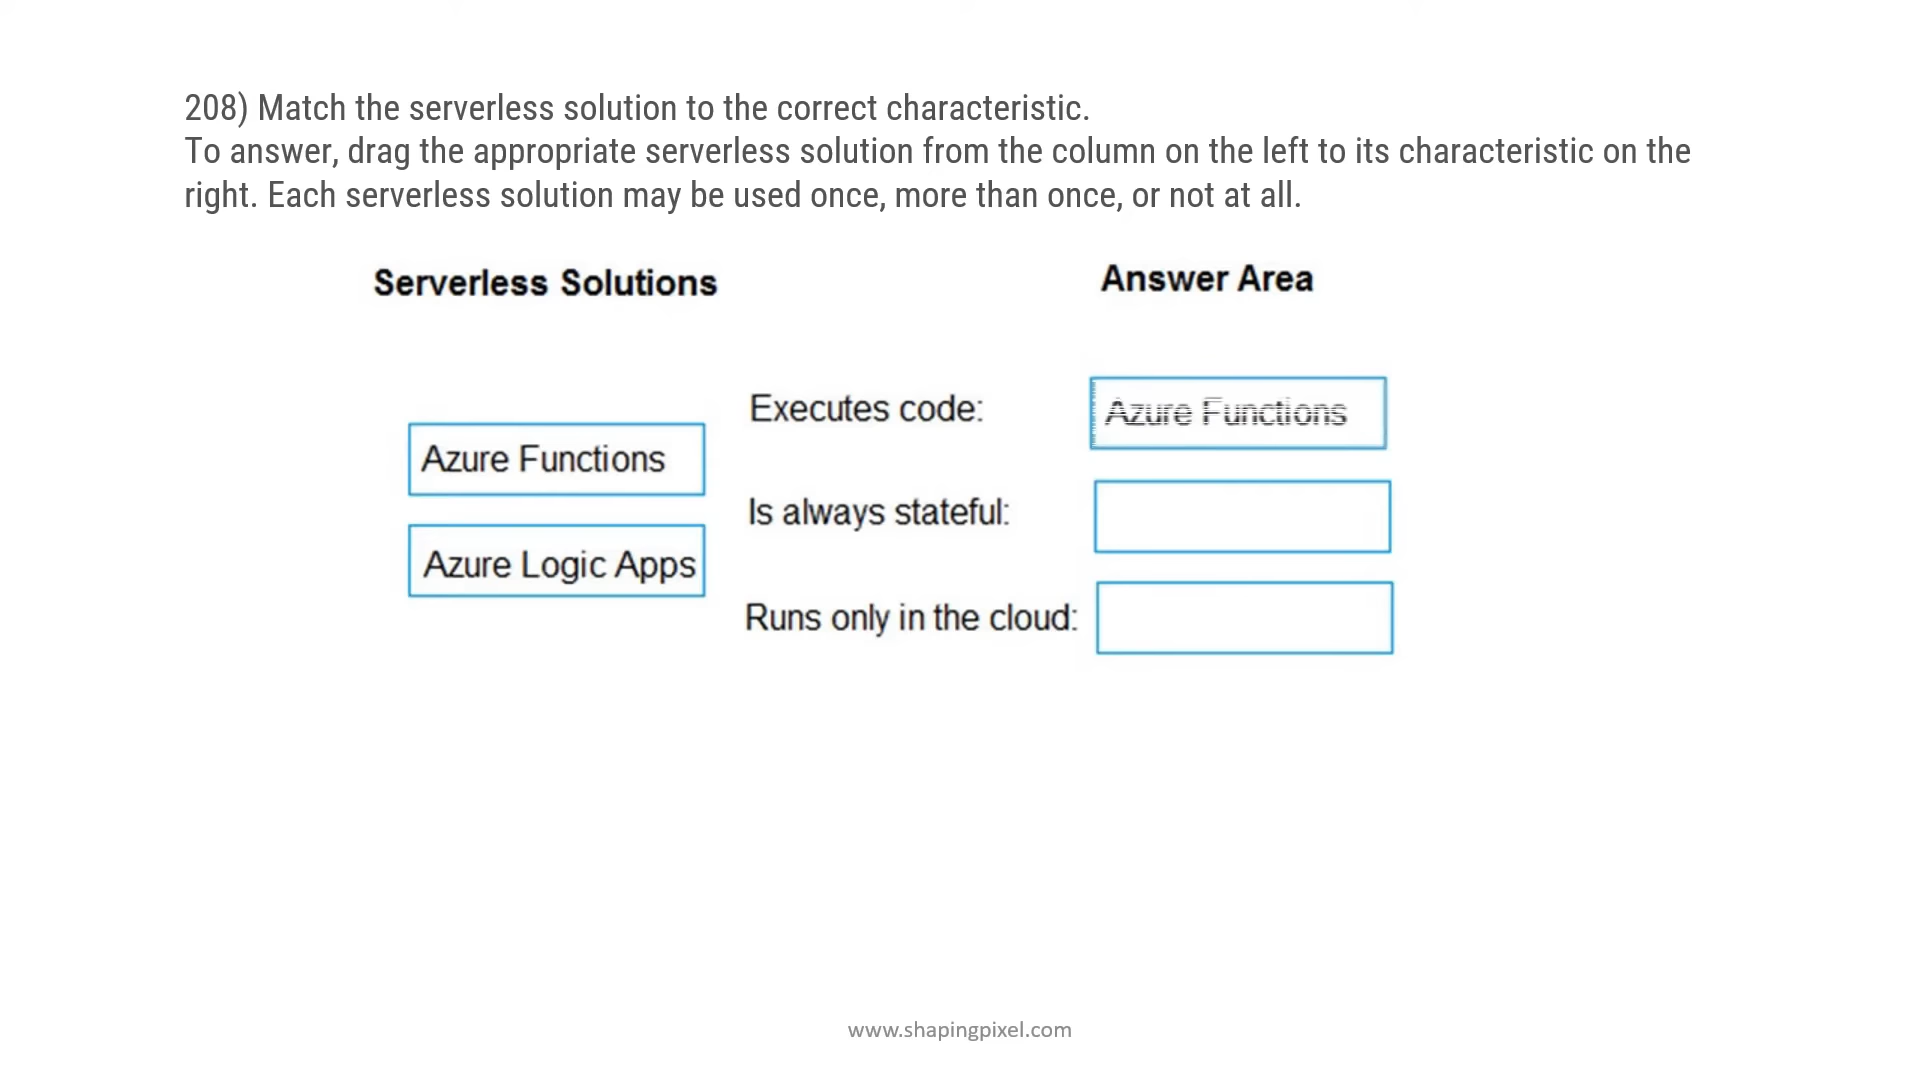 208) Match the serverless solution to the correct characteristic.
To answer, drag the appropriate serverless solution from the column on the left to its characteristic on the
right. Each serverless solution may be used once, more than once, or not at all.
Serverless Solutions
Answer Area
Executes code:
Azure Functions
Azure Functions
Is always stateful:
Azure Logic Apps
Runs only in the cloud:
www.shapingpixel.com